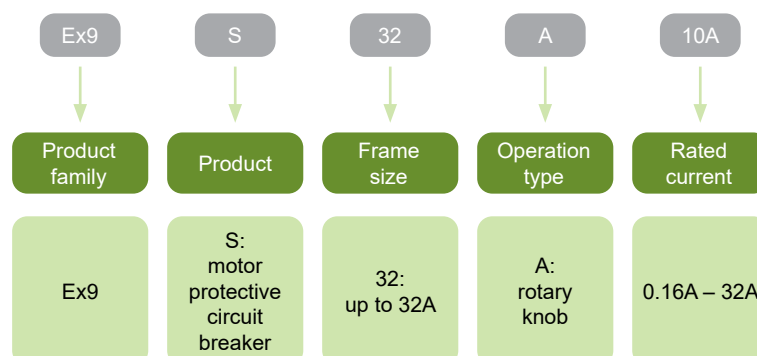 Ex9
S
32
A
10A
Product
family
Product
Frame
size
Operation
type
Rated
current
Ex9
S:
motor
protective
circuit
breaker
32:
up to 32A
A:
rotary
knob
0.16A – 32A